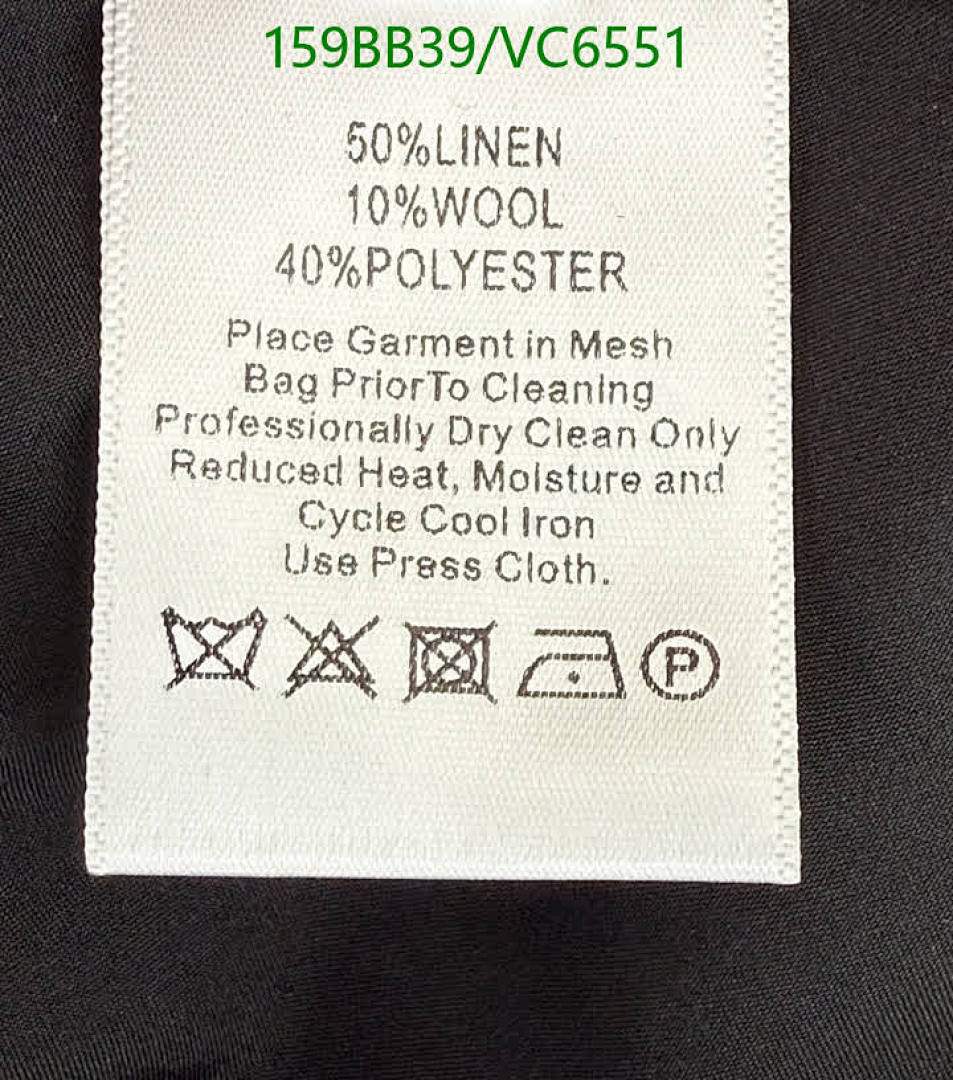 159BB39/VC6551
50%LINEN
10%WOOL
40%POLYESTER
Place Garment in Mesh
Bag PriorTo Cleaning
Professionally Dry Clean Only
Reduced Heat, Moisture and
Cycle Cool Iron
Use Press Cloth.
P